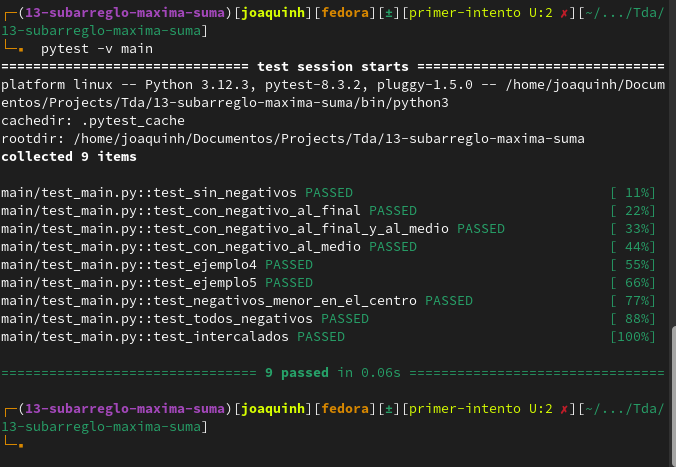 ┌─(13-subarreglo-maxima-suma)[joaquinh][fedora][±][primer-intento U:2 ✗][~/.../Tda/
13-subarreglo-maxima-suma]
└─▪ pytest -v main
============================== test session starts ===============================
platform linux -- Python 3.12.3, pytest-8.3.2, pluggy-1.5.0 -- /home/joaquinh/Docum
entos/Projects/Tda/13-subarreglo-maxima-suma/bin/python3
cachedir: .pytest_cache
rootdir: /home/joaquinh/Documentos/Projects/Tda/13-subarreglo-maxima-suma
collected 9 items
main/test_main.py::test_sin_negativos PASSED [ 11%]
main/test_main.py::test_con_negativo_al_final PASSED [ 22%]
main/test_main.py::test_con_negativo_al_final_y_al_medio PASSED [ 33%]
main/test_main.py::test_con_negativo_al_medio PASSED [ 44%]
main/test_main.py::test_ejemplo4 PASSED [ 55%]
main/test_main.py::test_ejemplo5 PASSED [ 66%]
main/test_main.py::test_negativos_menor_en_el_centro PASSED [ 77%]
main/test_main.py::test_todos_negativos PASSED [ 88%]
main/test_main.py::test_intercalados PASSED [100%]
================================ 9 passed in 0.06s ================================
┌─(13-subarreglo-maxima-suma)[joaquinh][fedora][±][primer-intento U:2 ✗][~/.../Tda/
13-subarreglo-maxima-suma]
└─▪